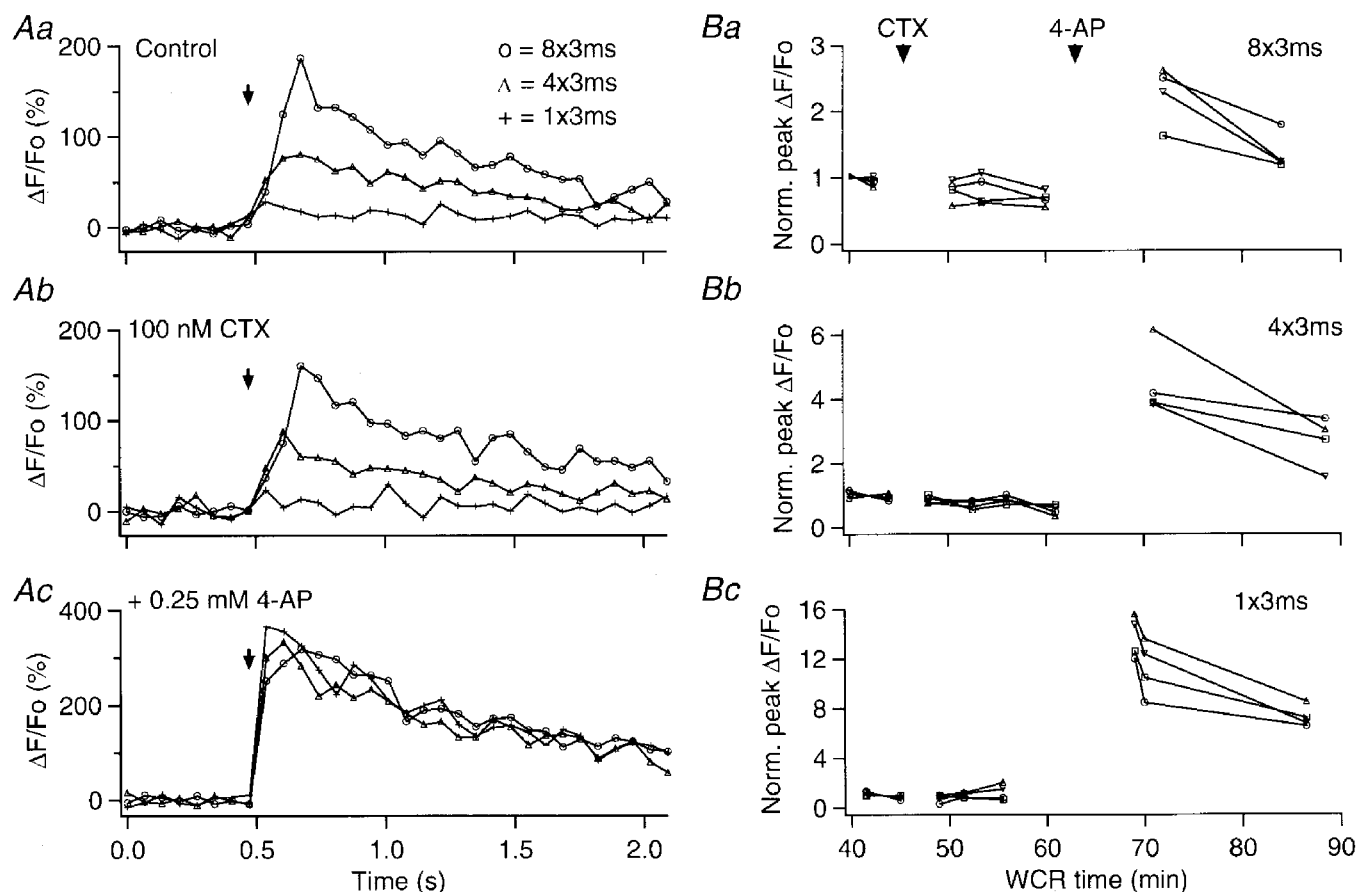 Aa
Control
o = 8x3ms
Δ = 4x3ms
+ = 1x3ms
ΔF/Fo (%)
200
100
0
Ab
100 nM CTX
ΔF/Fo (%)
200
100
0
Ac
+ 0.25 mM 4-AP
ΔF/Fo (%)
400
200
0
0.0 0.5 1.0 1.5 2.0
Time (s)
Ba
CTX 4-AP
8x3ms
Norm. peak ΔF/Fo
3
2
1
0
Bb
4x3ms
Norm. peak ΔF/Fo
6
4
2
0
Bc
1x3ms
Norm. peak ΔF/Fo
16
12
8
4
0
40 50 60 70 80 90
WCR time (min)